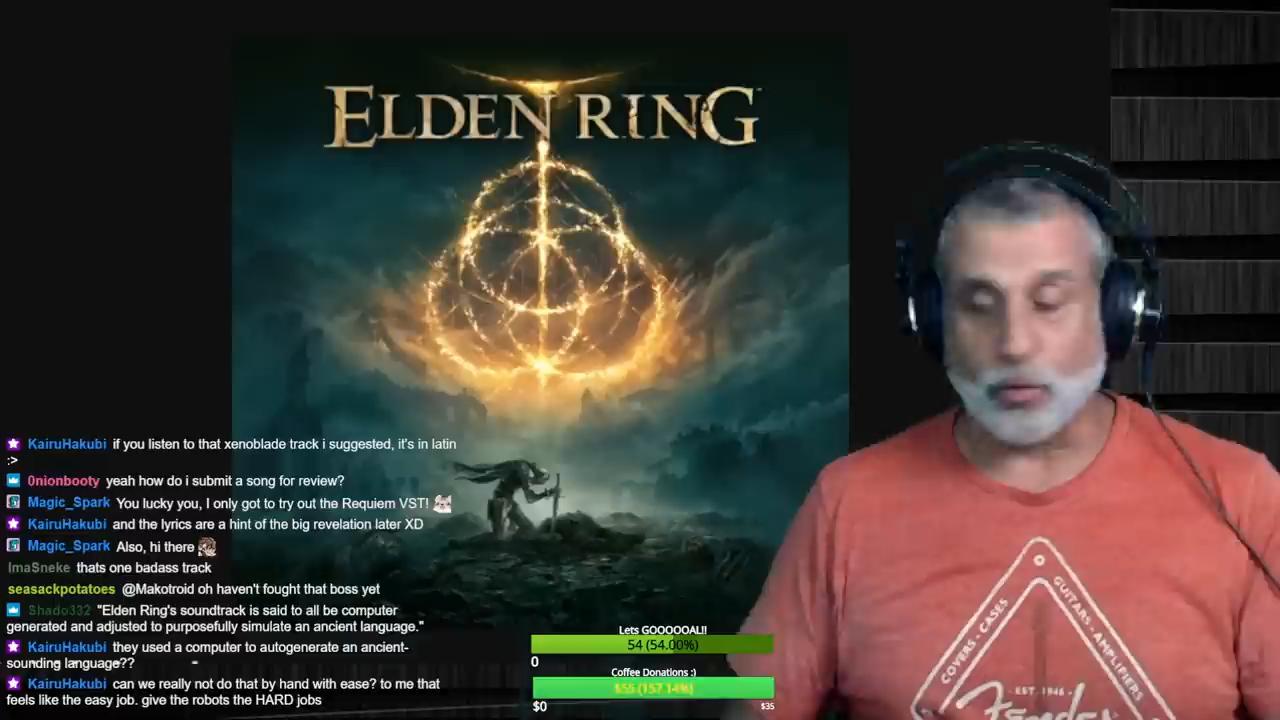 ELDEN RING
KairuHakubi if you listen to that xenoblade track i suggested, it's in latin
:>
0nionbooty yeah how do i submit a song for review?
Magic_Spark You lucky you, I only got to try out the Requiem VST!
KairuHakubi and the lyrics are a hint of the big revelation later XD
Magic_Spark Also, hi there
ImaSneke thats one badass track
seasackpotatoes @Makotroid oh haven't fought that boss yet
Shado332 "Elden Ring's soundtrack is said to all be computer
generated and adjusted to purposefully simulate an ancient language."
KairuHakubi they used a computer to autogenerate an ancient-
sounding language??
KairuHakubi can we really not do that by hand with ease? to me that
feels like the easy job. give the robots the HARD jobs
Lets GOOOOOAL!!
54 (54.00%)
0
Coffee Donations :)
$55 (157.14%)
$0
$35
COVERS - CASES
GUITARS - AMPLIFIERS
- EST. 1946 -
Fender